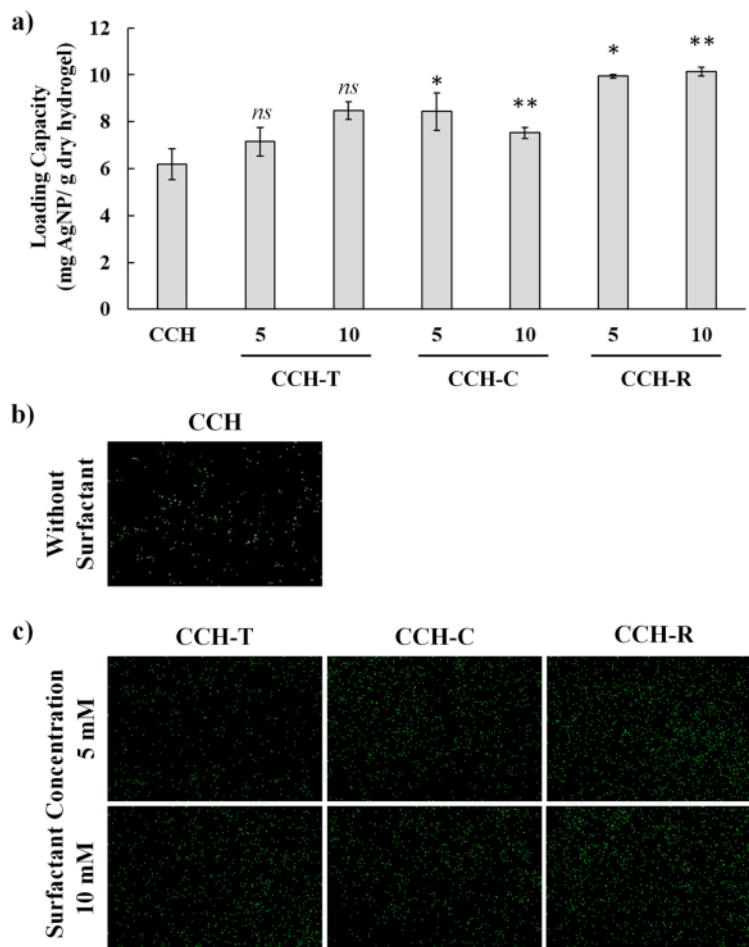 a)
Loading Capacity
(mg AgNP/ g dry hydrogel)
12
10
8
6
4
2
0
ns
ns
*
**
*
**
CCH 5 10 5 10 5 10
CCH-T CCH-C CCH-R
b)
CCH
Without
Surfactant
c)
CCH-T CCH-C CCH-R
Surfactant Concentration
5 mM
10 mM